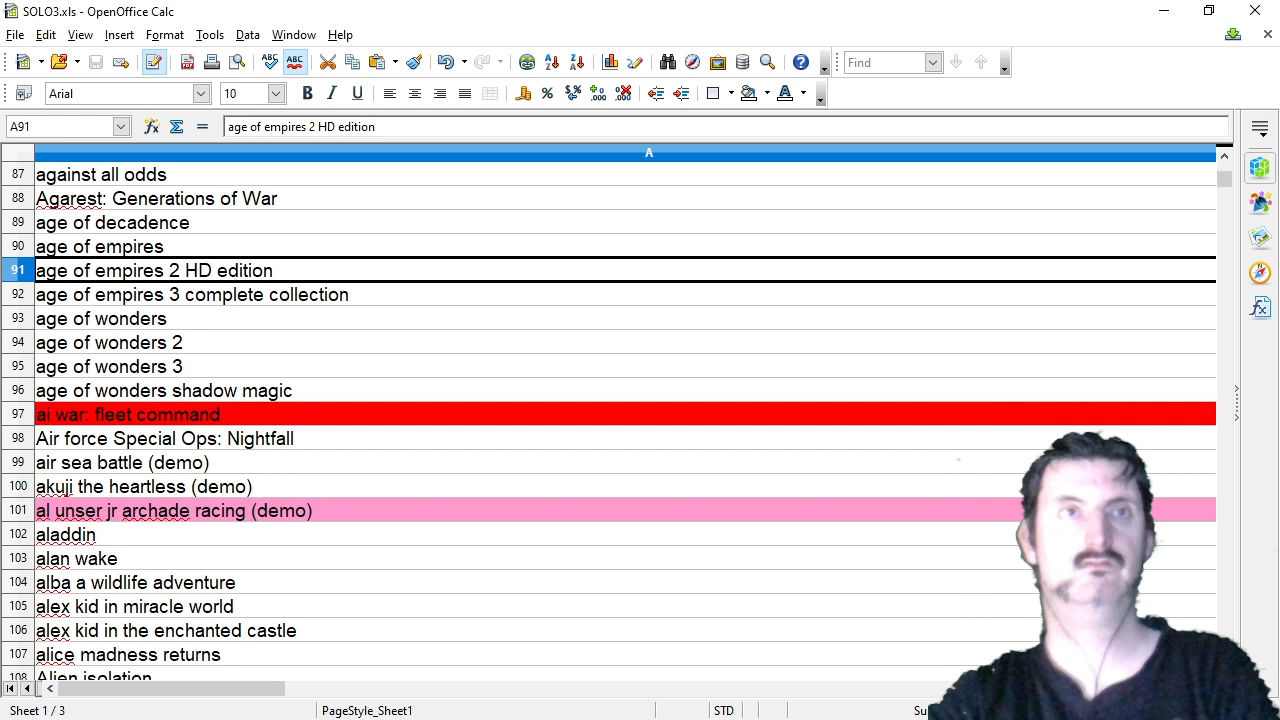 SOLO3.xls - OpenOffice Calc
File Edit View Insert Format Tools Data Window Help
Find
Arial 10
A91 age of empires 2 HD edition
A
87 against all odds
88 Agarest: Generations of War
89 age of decadence
90 age of empires
91 age of empires 2 HD edition
92 age of empires 3 complete collection
93 age of wonders
94 age of wonders 2
95 age of wonders 3
96 age of wonders shadow magic
97 ai war: fleet command
98 Air force Special Ops: Nightfall
99 air sea battle (demo)
100 akuji the heartless (demo)
101 al unser jr archade racing (demo)
102 aladdin
103 alan wake
104 alba a wildlife adventure
105 alex kid in miracle world
106 alex kid in the enchanted castle
107 alice madness returns
108 Alien isolation
Sheet 1 / 3 PageStyle_Sheet1 STD Su